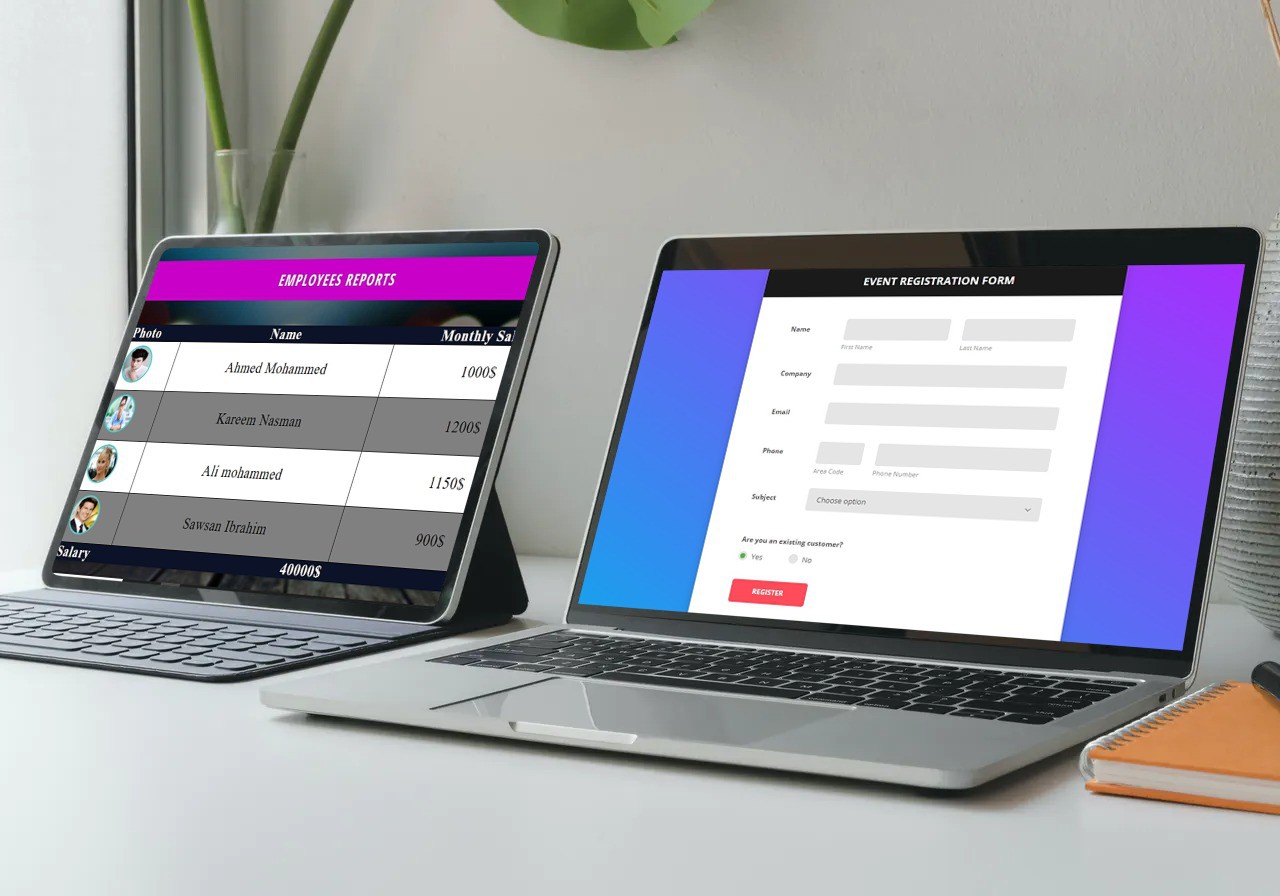 EMPLOYEES REPORTS
Photo Name Monthly Sal
Ahmed Mohammed 1000$
Kareem Nasman 1200$
Ali mohammed 1150$
Sawsan Ibrahim 900$
Salary 40000$
EVENT REGISTRATION FORM
Name
First Name Last Name
Company
Email
Phone
Area Code Phone Number
Subject Choose option
Are you an existing customer?
Yes No
REGISTER